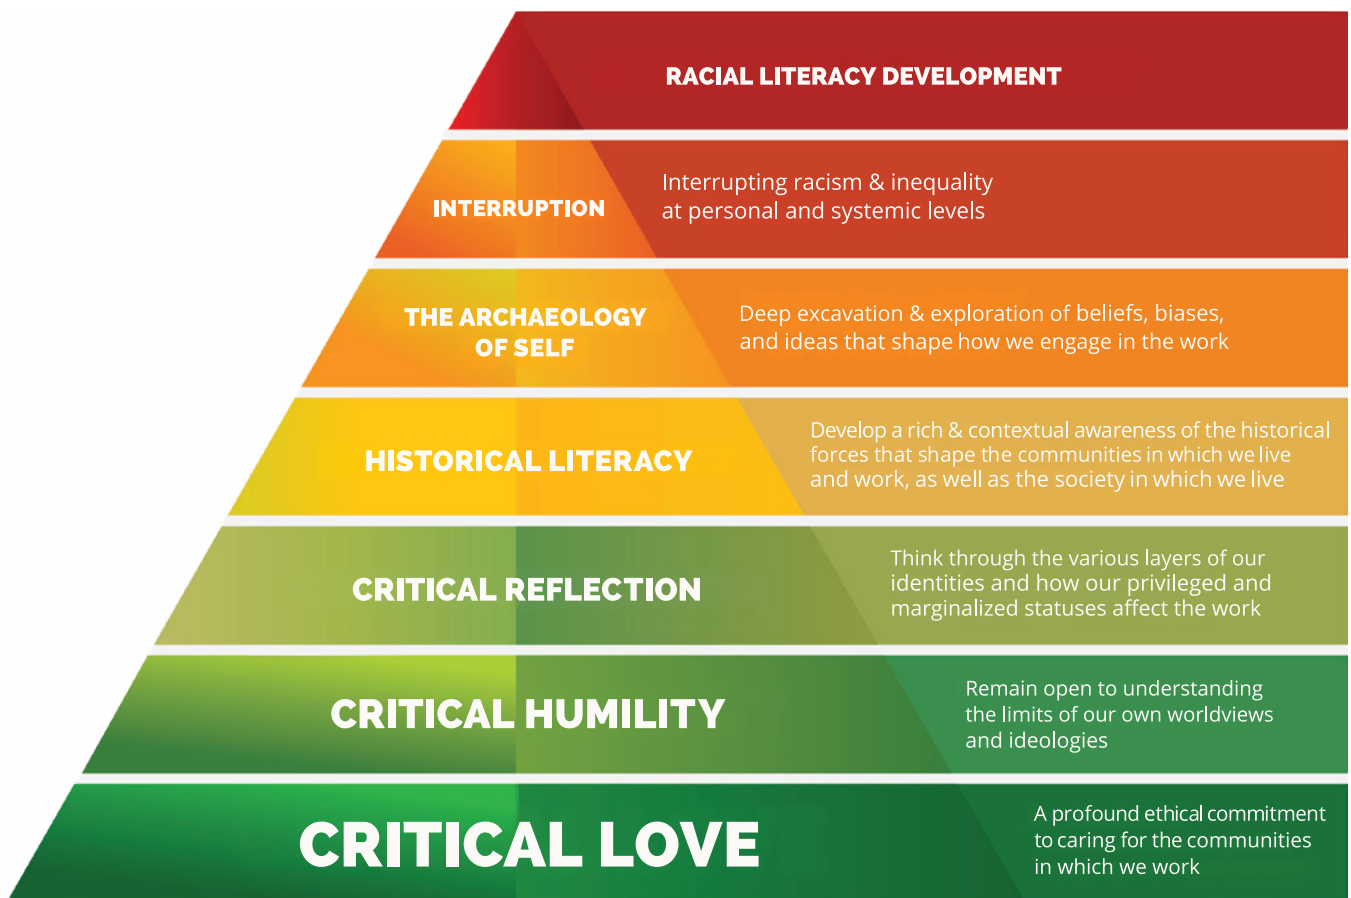 RACIAL LITERACY DEVELOPMENT
INTERRUPTION
Interrupting racism & inequality
at personal and systemic levels
THE ARCHAEOLOGY
OF SELF
Deep excavation & exploration of beliefs, biases,
and ideas that shape how we engage in the work
HISTORICAL LITERACY
Develop a rich & contextual awareness of the historical
forces that shape the communities in which we live
and work, as well as the society in which we live
CRITICAL REFLECTION
Think through the various layers of our
identities and how our privileged and
marginalized statuses affect the work
CRITICAL HUMILITY
Remain open to understanding
the limits of our own worldviews
and ideologies
CRITICAL LOVE
A profound ethical commitment
to caring for the communities
in which we work